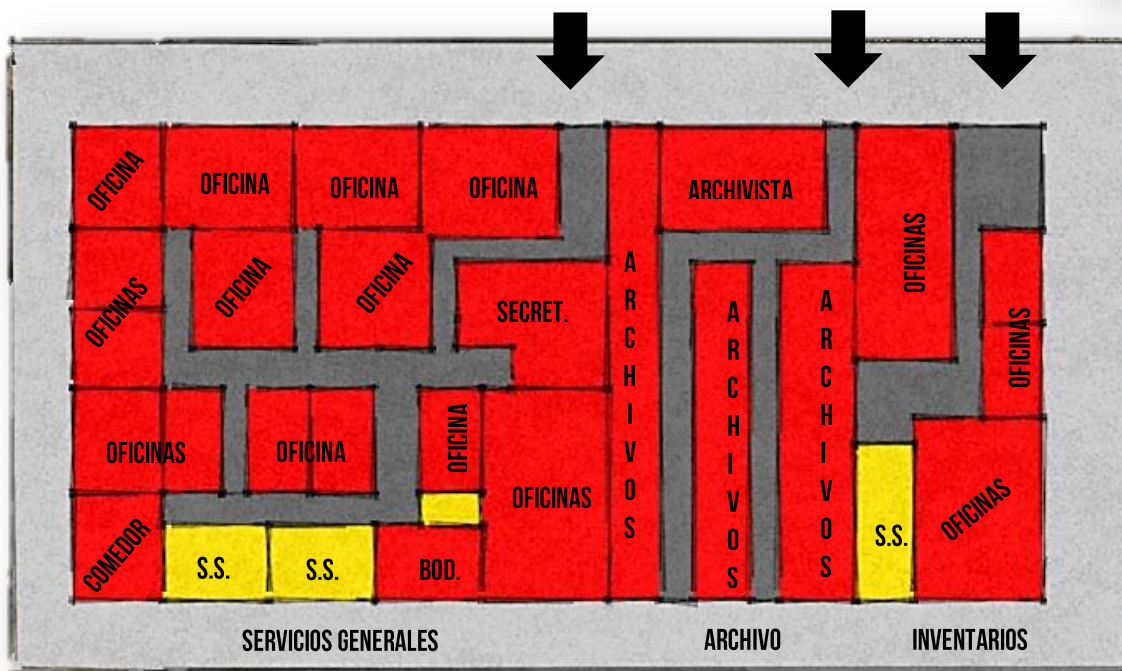 OFICINA
OFICINA
OFICINA
OFICINA
ARCHIVISTA
OFICINAS
OFICINAS
OFICINA
OFICINA
SECRET.
ARCHIVOS
ARCHIVOS
ARCHIVOS
OFICINAS
OFICINAS
OFICINA
OFICINA
OFICINAS
OFICINAS
COMEDOR
S.S.
S.S.
BOD.
S.S.
SERVICIOS GENERALES
ARCHIVO
INVENTARIOS